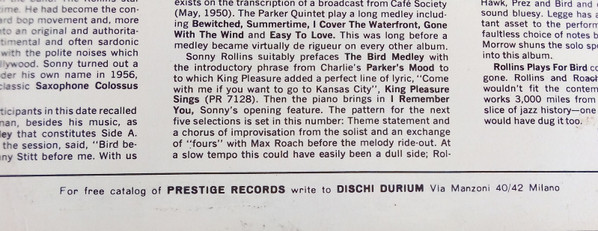 ime. He had become the con-
rd bop movement and, more
to an original and authorita-
timental and often sardonic
with the polite noises which
llywood. Sonny turned out a
der his own name in 1956,
classic Saxophone Colossus
ticipants in this date recalled
man, besides his music, as
ley that constitutes Side A.
the session, said, "Bird be-
ny Stitt before me. With us
exists on the transcription of a broadcast from Café Society
(May, 1950). The Parker Quintet play a long medley includ-
ing Bewitched, Summertime, I Cover The Waterfront, Gone
With The Wind and Easy To Love. This was long before a
medley became virtually de rigueur on every other album.
Sonny Rollins suitably prefaces The Bird Medley with
the introductory phrase from Charlie's Parker's Mood to
to which King Pleasure added a perfect line of lyric, "Come
with me if you want to go to Kansas City", King Pleasure
Sings (PR 7128). Then the piano brings in I Remember
You, Sonny's opening feature. The pattern for the next
five selections is set in this number: Theme statement and
a chorus of improvisation from the solist and an exchange
of "fours" with Max Roach before the melody ride-out. At
a slow tempo this could have easily been a dull side; Rol-
Hawk, Prez and Bird and
sound bluesy. Legge has a
tant asset to the perform
faultless choice of notes b
Morrow shuns the solo sp
into this album.
Rollins Plays For Bird co
gone. Rollins and Roach
wouldn't fit the contem
works 3,000 miles from
slice of jazz history—one
would have dug it too.
For free catalog of PRESTIGE RECORDS write to DISCHI DURIUM Via Manzoni 40/42 Milano